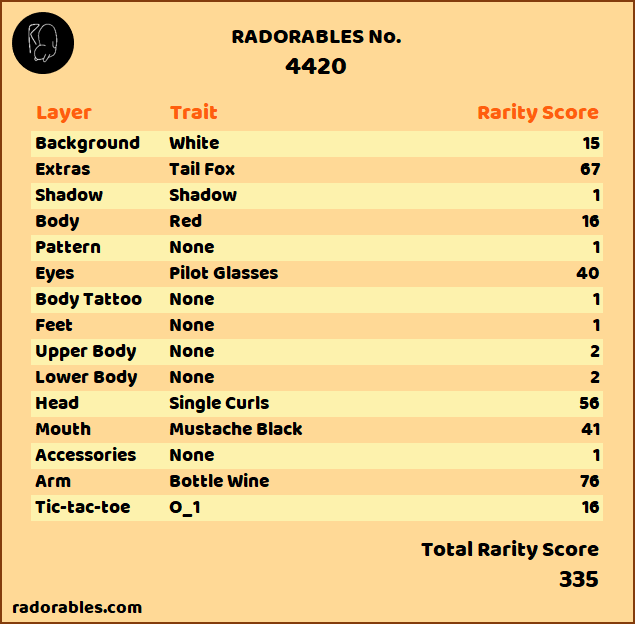 RADORABLES No.
4420
Layer Trait Rarity Score
Background White 15
Extras Tail Fox 67
Shadow Shadow 1
Body Red 16
Pattern None 1
Eyes Pilot Glasses 40
Body Tattoo None 1
Feet None 1
Upper Body None 2
Lower Body None 2
Head Single Curls 56
Mouth Mustache Black 41
Accessories None 1
Arm Bottle Wine 76
Tic-tac-toe O_1 16
Total Rarity Score
335
radorables.com